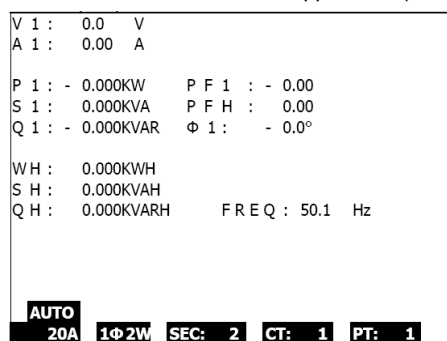 V 1 : 0.0 V
A 1 : 0.00 A
P 1 : - 0.000KW P F 1 : - 0.00
S 1 : 0.000KVA P F H : 0.00
Q 1 : - 0.000KVAR Φ 1 : - 0.0°
W H : 0.000KWH
S H : 0.000KVAH
Q H : 0.000KVARH F R E Q : 50.1 Hz
AUTO
20A 1Φ2W SEC: 2 CT: 1 PT: 1